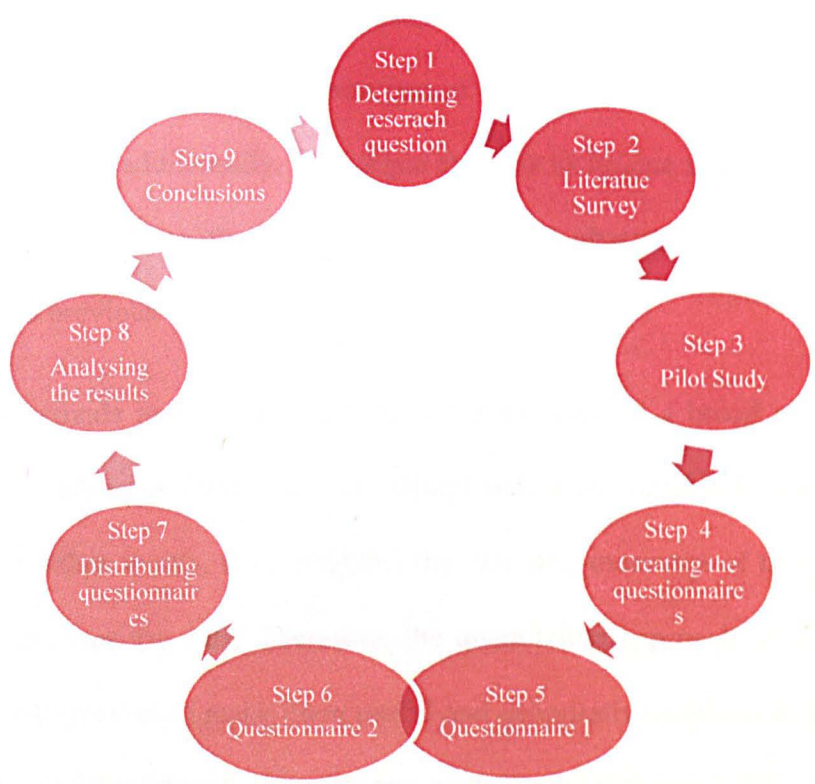 Step 1
Determing
reserach
question
Step 2
Literatue
Survey
Step 3
Pilot Study
Step 4
Creating the
questionnaire
s
Step 5
Questionnaire 1
Step 6
Questionnaire 2
Step 7
Distributing
questionnair
es
Step 8
Analysing
the results
Step 9
Conclusions